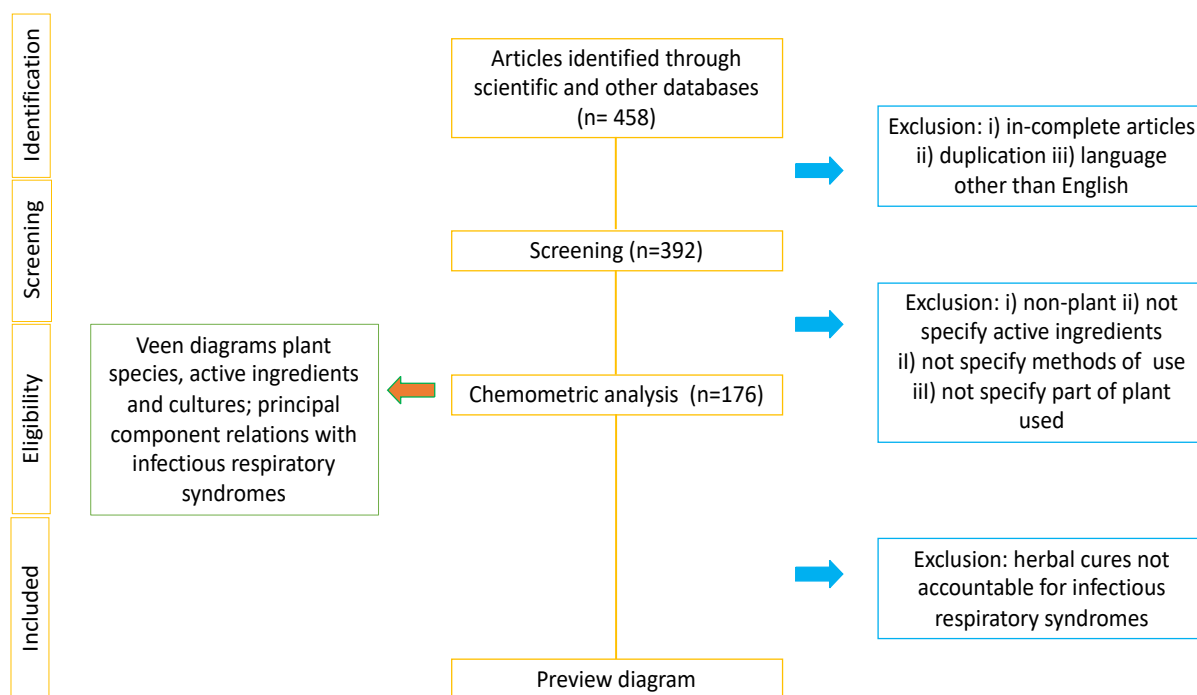 Identification
Articles identified through
scientific and other databases
(n= 458)
Exclusion: i) in-complete articles
ii) duplication iii) language
other than English
Screening
Screening (n=392)
Exclusion: i) non-plant ii) not
specify active ingredients
iI) not specify methods of use
iiI) not specify part of plant
used
Eligibility
Veen diagrams plant
species, active ingredients
and cultures; principal
component relations with
infectious respiratory
syndromes
Chemometric analysis (n=176)
Included
Exclusion: herbal cures not
accountable for infectious
respiratory syndromes
Preview diagram